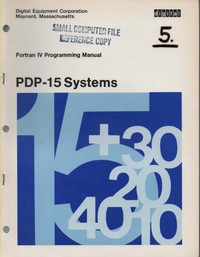 Digital Equipment Corporation
Maynard, Massachusetts
digital
SMALL COMPUTER FILE
REFERENCE COPY
5.
Fortran IV Programming Manual
PDP-15 Systems
15
+30
20
40
10